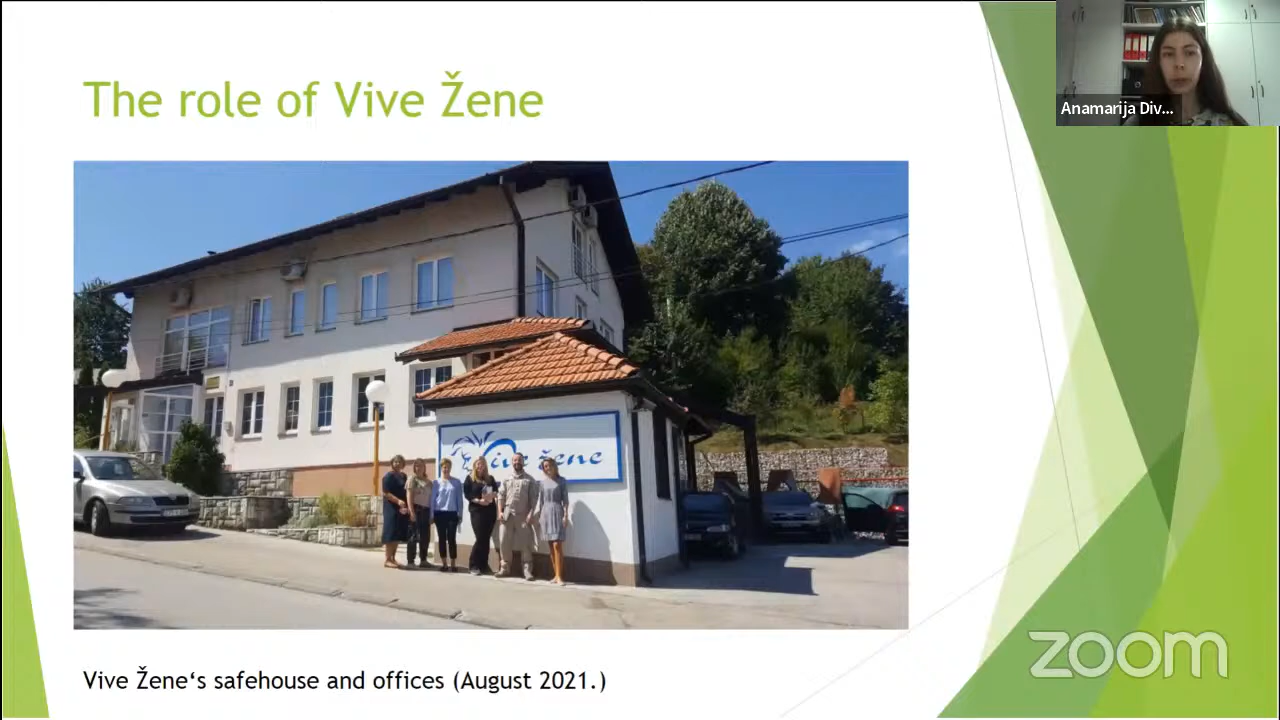 The role of Vive Žene
Anamarija Div...
Vive žene
Vive Žene‘s safehouse and offices (August 2021.)
zoom